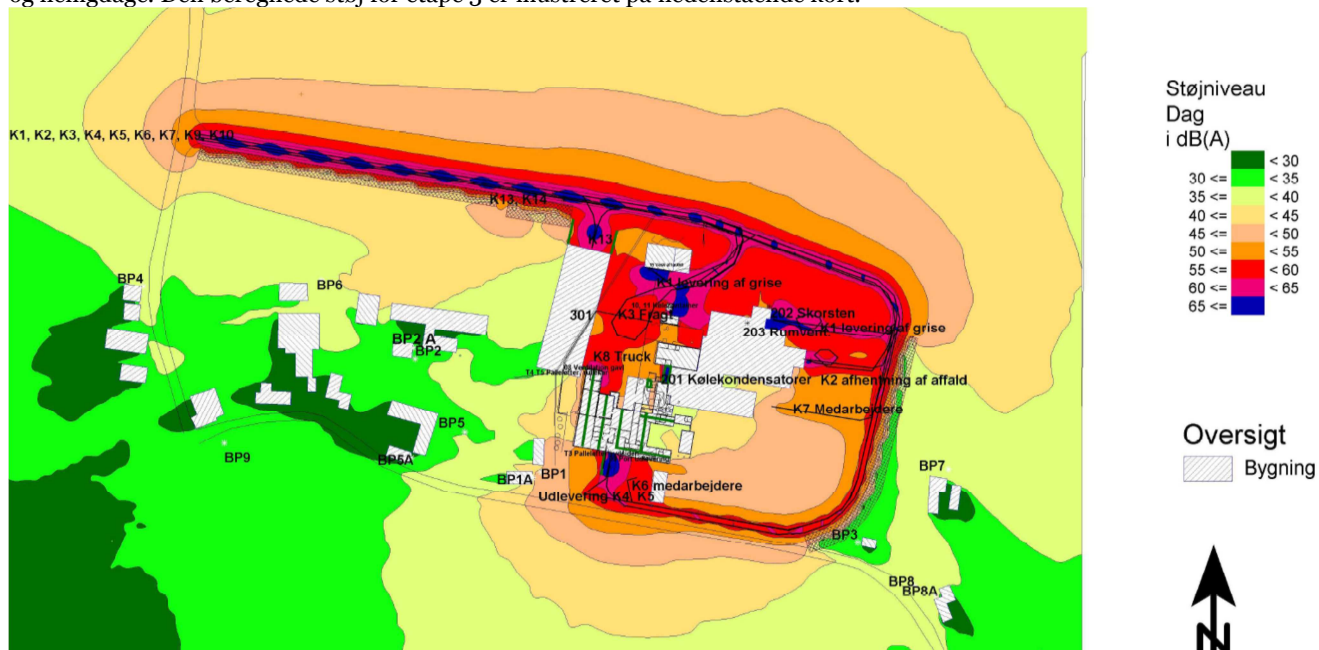 og helligdage. Den beregnede støj for etape 3 er illustreret på nedenstående kort.
K1, K2, K3, K4, K5, K6, K7, K9, K10
K13, K14
K13
K1 levering af grise
301
K3 Fragt
202 Skorsten
203 Rumvent
K1 levering af grise
K8 Truck
201 Kølekondensatorer
K2 afhentning af affald
K7 Medarbejdere
BP4
BP6
BP2 A
BP2
BP5
BP5A
BP9
BP1A
BP1
K6 medarbejdere
Udlevering K4, K5
BP7
BP3
BP8
BP8A
Støjniveau
Dag
i dB(A)
< 30
30 <= < 35
35 <= < 40
40 <= < 45
45 <= < 50
50 <= < 55
55 <= < 60
60 <= < 65
65 <=
Oversigt
Bygning
N